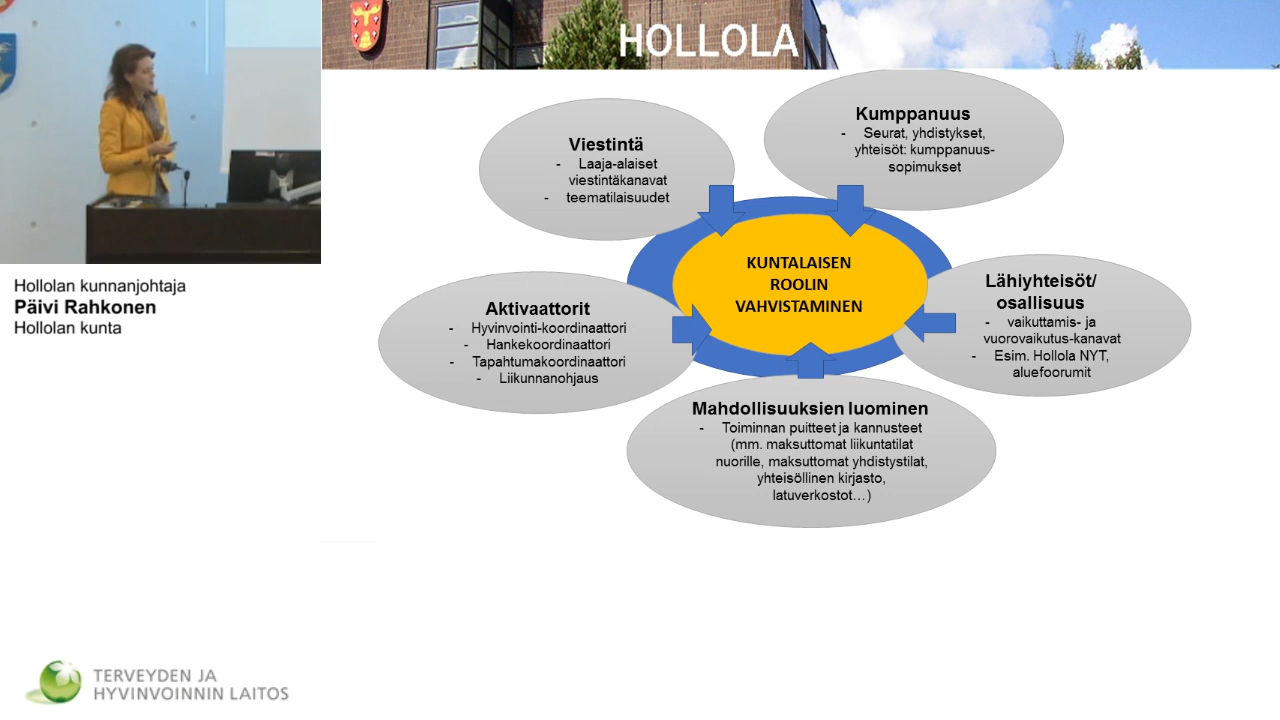 HOLLOLA
Hollolan kunnanjohtaja
Päivi Rahkonen
Hollolan kunta
Viestintä
- Laaja-alaiset
viestintäkanavat
- teematilaisuudet
Kumppanuus
- Seurat, yhdistykset,
yhteisöt: kumppanuus-
sopimukset
KUNTALAISEN
ROOLIN
VAHVISTAMINEN
Aktivaattorit
- Hyvinvointi-koordinaattori
- Hankekoordinaattori
- Tapahtumakoordinaattori
- Liikunnanohjaus
Lähiyhteisöt/
osallisuus
- vaikuttamis- ja
vuorovaikutus-kanavat
- Esim. Hollola NYT,
aluefoorumit
Mahdollisuuksien luominen
- Toiminnan puitteet ja kannusteet
(mm. maksuttomat liikuntatilat
nuorille, maksuttomat yhdistystilat,
yhteisöllinen kirjasto,
latuverkostot…)
TERVEYDEN JA
HYVINVOINNIN LAITOS